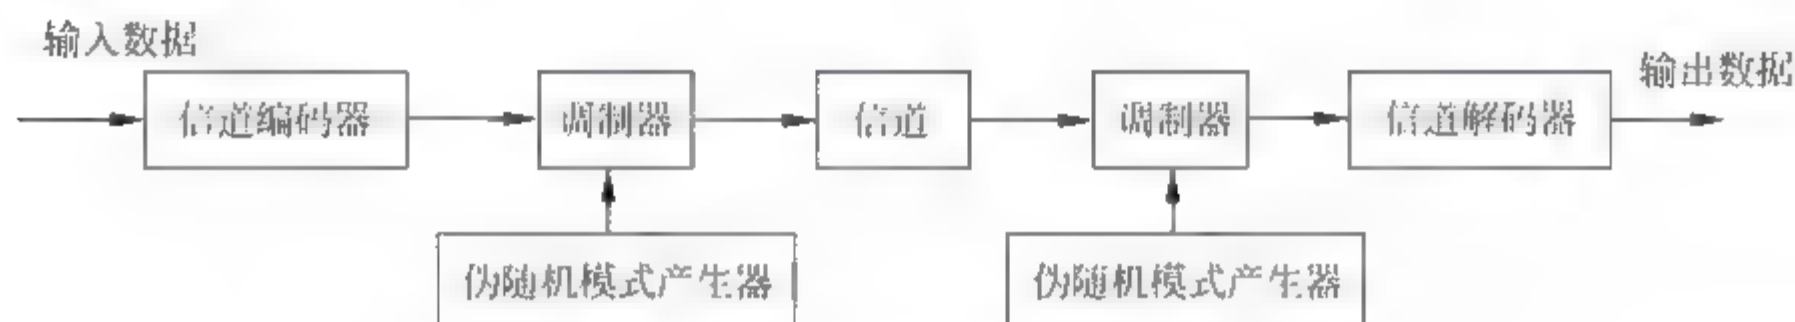 输入数据
输出数据
信道编码器
调制器
信道
调制器
信道解码器
伪随机模式产生器
伪随机模式产生器